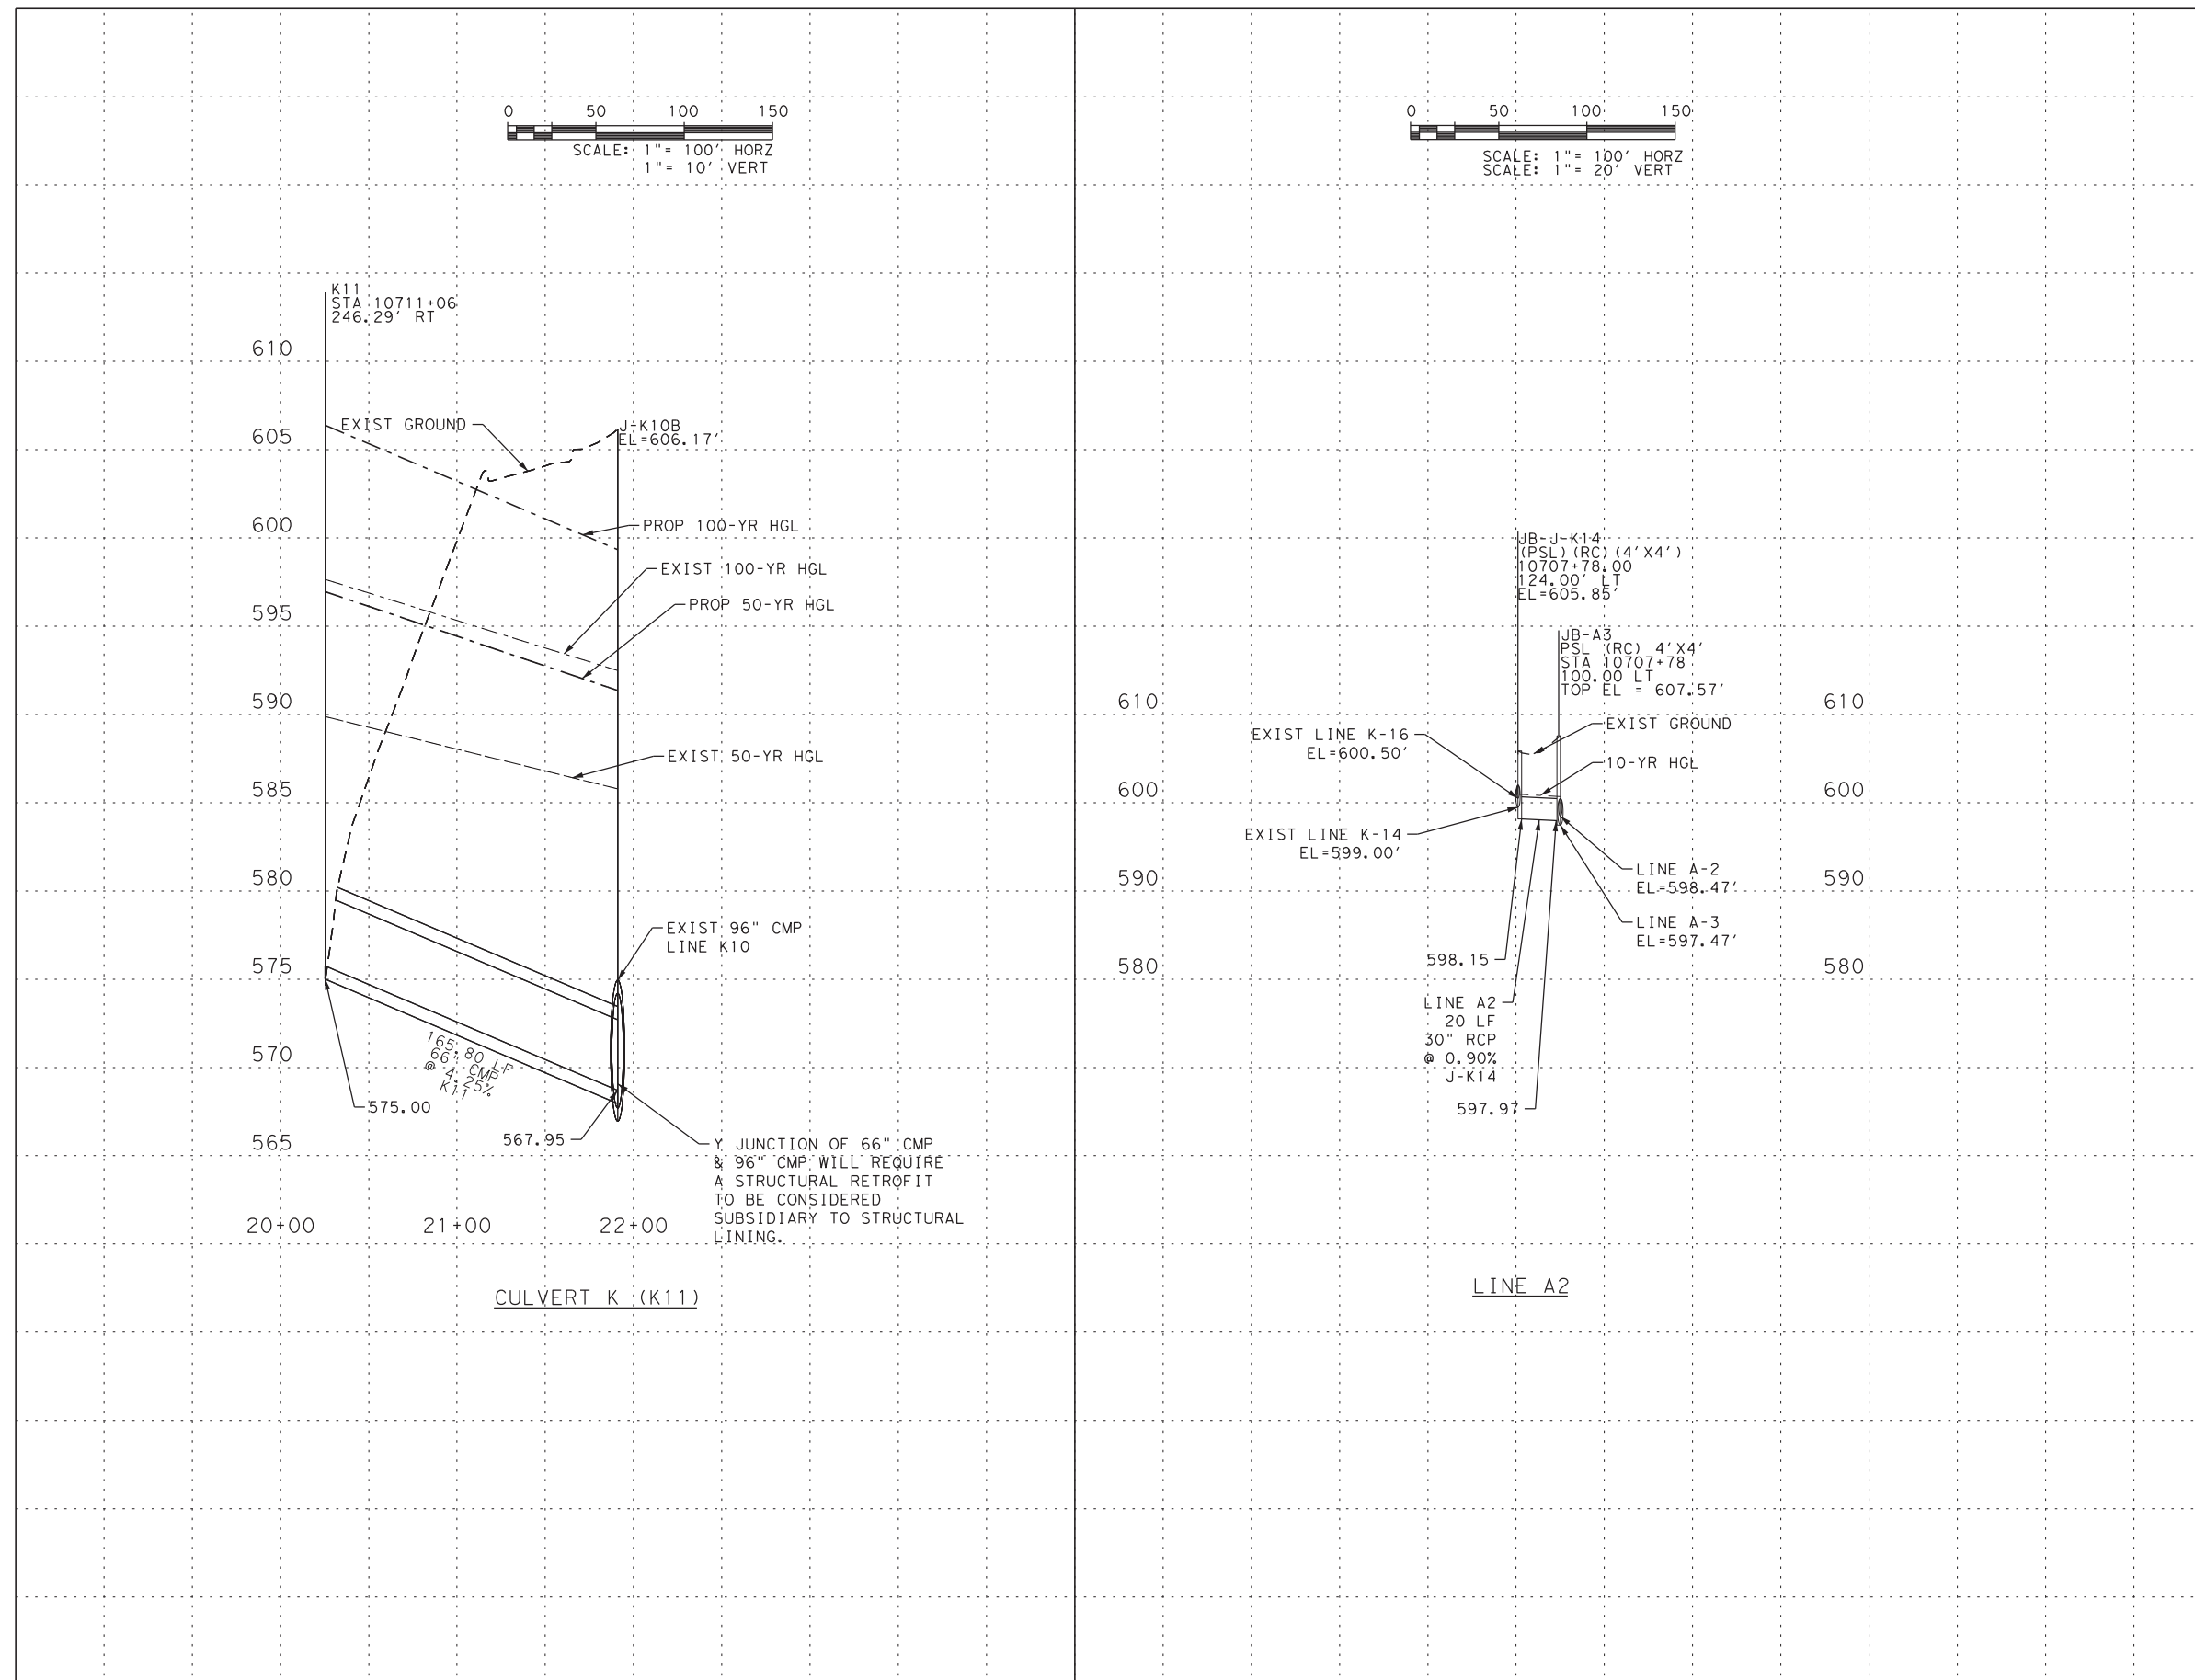 0 50 100 150
SCALE: 1"= 100' HORZ
1"= 10' VERT
K11
STA 10711+06
246.29' RT
610
605
600
595
590
585
580
575
570
565
EXIST GROUND
J-K10B
EL=606.17'
PROP 100-YR HGL
EXIST 100-YR HGL
PROP 50-YR HGL
EXIST 50-YR HGL
EXIST 96" CMP
LINE K10
165.80 LF
66" CMP
@ 4.25%
K11
575.00
567.95
Y JUNCTION OF 66" CMP
& 96" CMP WILL REQUIRE
A STRUCTURAL RETROFIT
TO BE CONSIDERED
SUBSIDIARY TO STRUCTURAL
LINING.
20+00 21+00 22+00
CULVERT K (K11)
0 50 100 150
SCALE: 1"= 100' HORZ
SCALE: 1"= 20' VERT
JB-J-K14
(PSL)(RC)(4'X4')
10707+78.00
124.00' LT
EL=605.85'
JB-A3
PSL (RC) 4'X4'
STA 10707+78
100.00 LT
TOP EL = 607.57'
610 610
600 600
590 590
580 580
EXIST GROUND
EXIST LINE K-16
EL=600.50'
10-YR HGL
EXIST LINE K-14
EL=599.00'
LINE A-2
EL=598.47'
LINE A-3
EL=597.47'
598.15
LINE A2
20 LF
30" RCP
@ 0.90%
J-K14
597.97
LINE A2